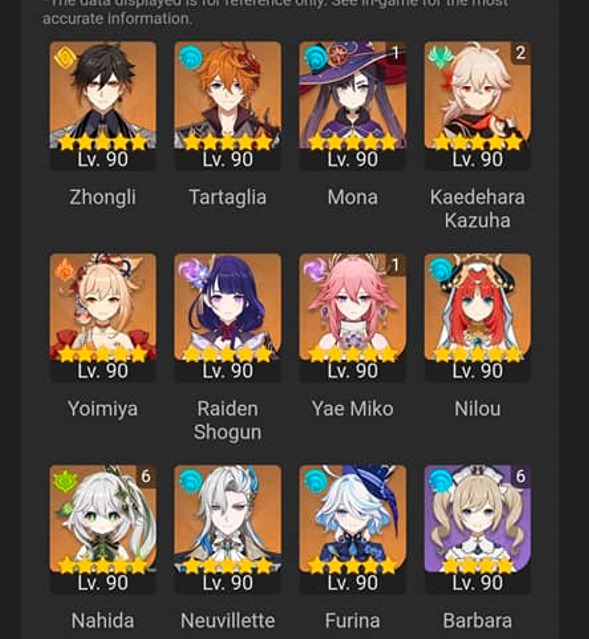 *The data displayed is for reference only. See in-game for the most
accurate information.
1
2
Lv. 90
Lv. 90
Lv. 90
Lv. 90
Zhongli
Tartaglia
Mona
Kaedehara
Kazuha
1
Lv. 90
Lv. 90
Lv. 90
Lv. 90
Yoimiya
Raiden
Shogun
Yae Miko
Nilou
6
6
Lv. 90
Lv. 90
Lv. 90
Lv. 90
Nahida
Neuvillette
Furina
Barbara